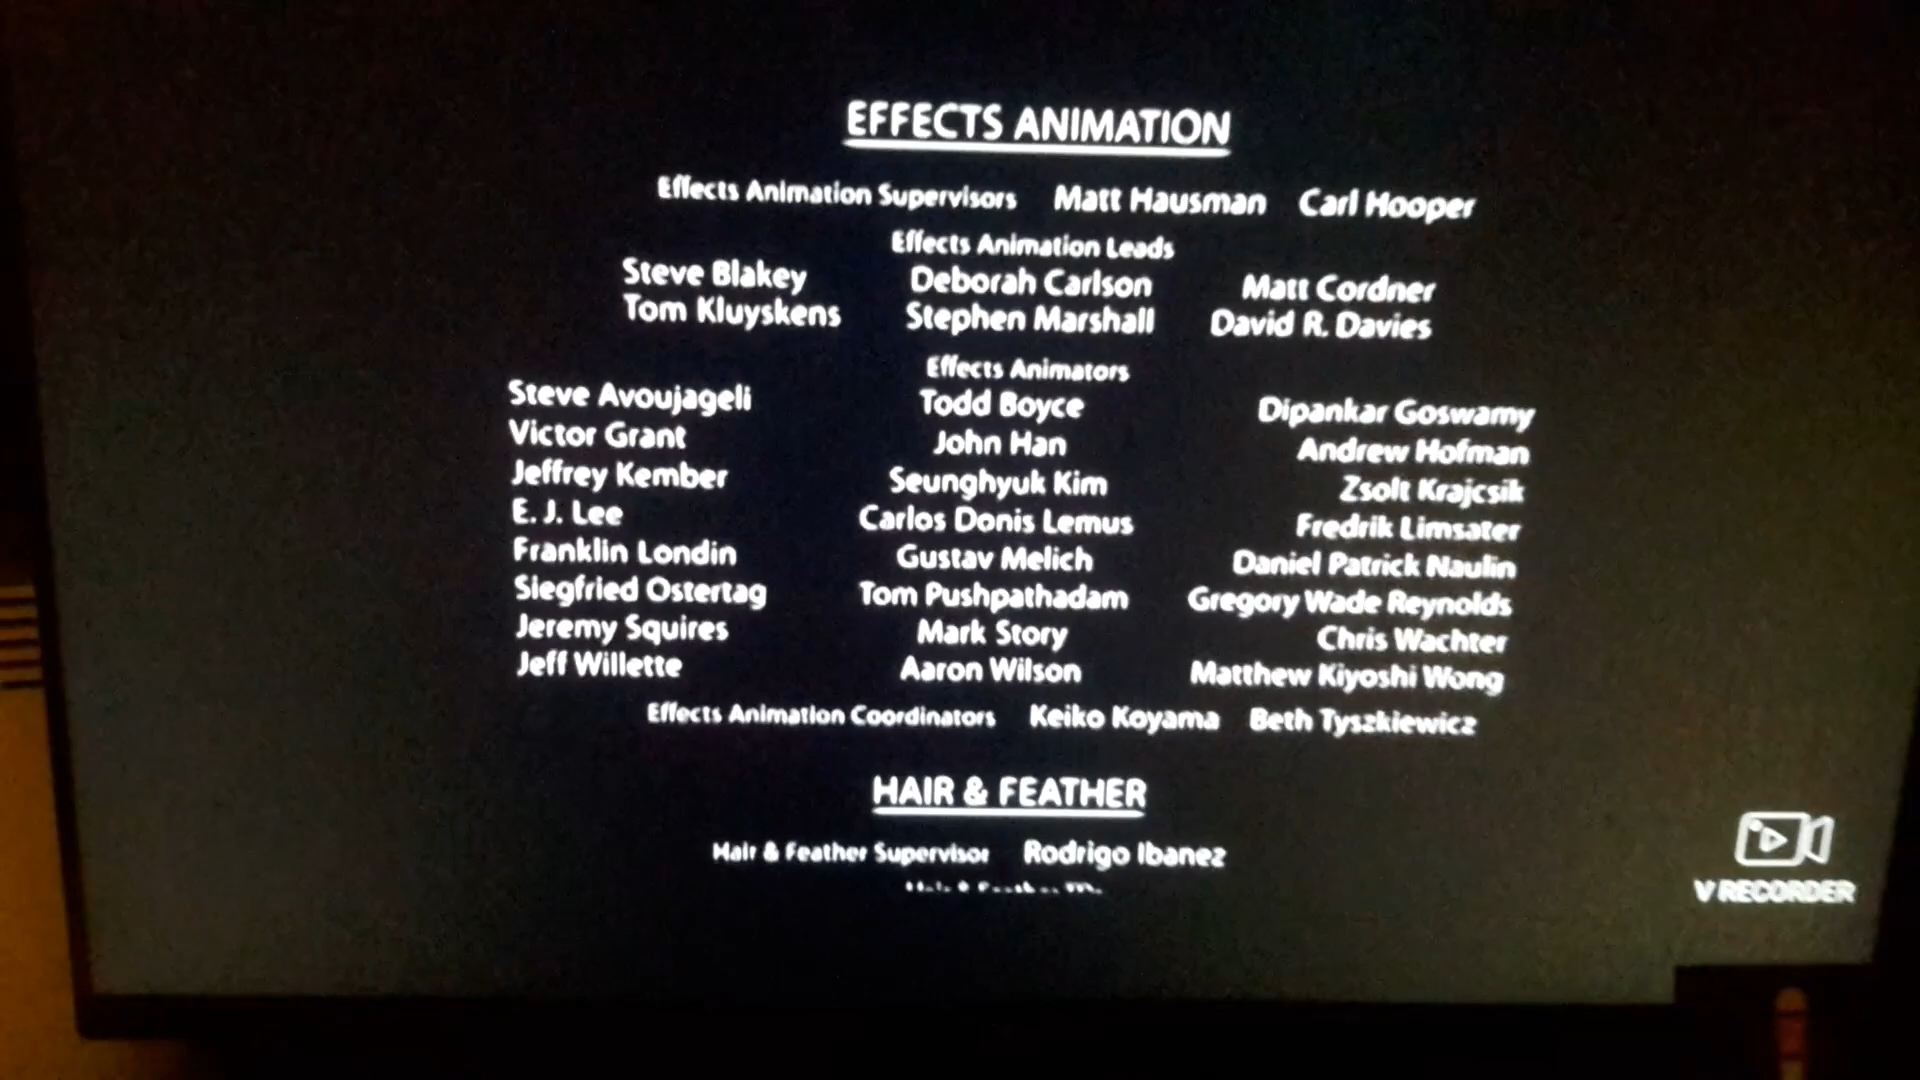 EFFECTS ANIMATION
Effects Animation Supervisors Matt Hausman Carl Hooper
Effects Animation Leads
Steve Blakey Deborah Carlson Matt Cordner
Tom Kluyskens Stephen Marshall David R. Davies
Effects Animators
Steve Avoujageli Todd Boyce Dipankar Goswamy
Victor Grant John Han Andrew Hofman
Jeffrey Kember Seunghyuk Kim Zsolt Krajcsik
E. J. Lee Carlos Donis Lemus Fredrik Limsater
Franklin Londin Gustav Melich Daniel Patrick Naulin
Siegfried Ostertag Tom Pushpathadam Gregory Wade Reynolds
Jeremy Squires Mark Story Chris Wachter
Jeff Willette Aaron Wilson Matthew Kiyoshi Wong
Effects Animation Coordinators Keiko Koyama Beth Tyszkiewicz
HAIR & FEATHER
Hair & Feather Supervisor Rodrigo Ibanez
V RECORDER